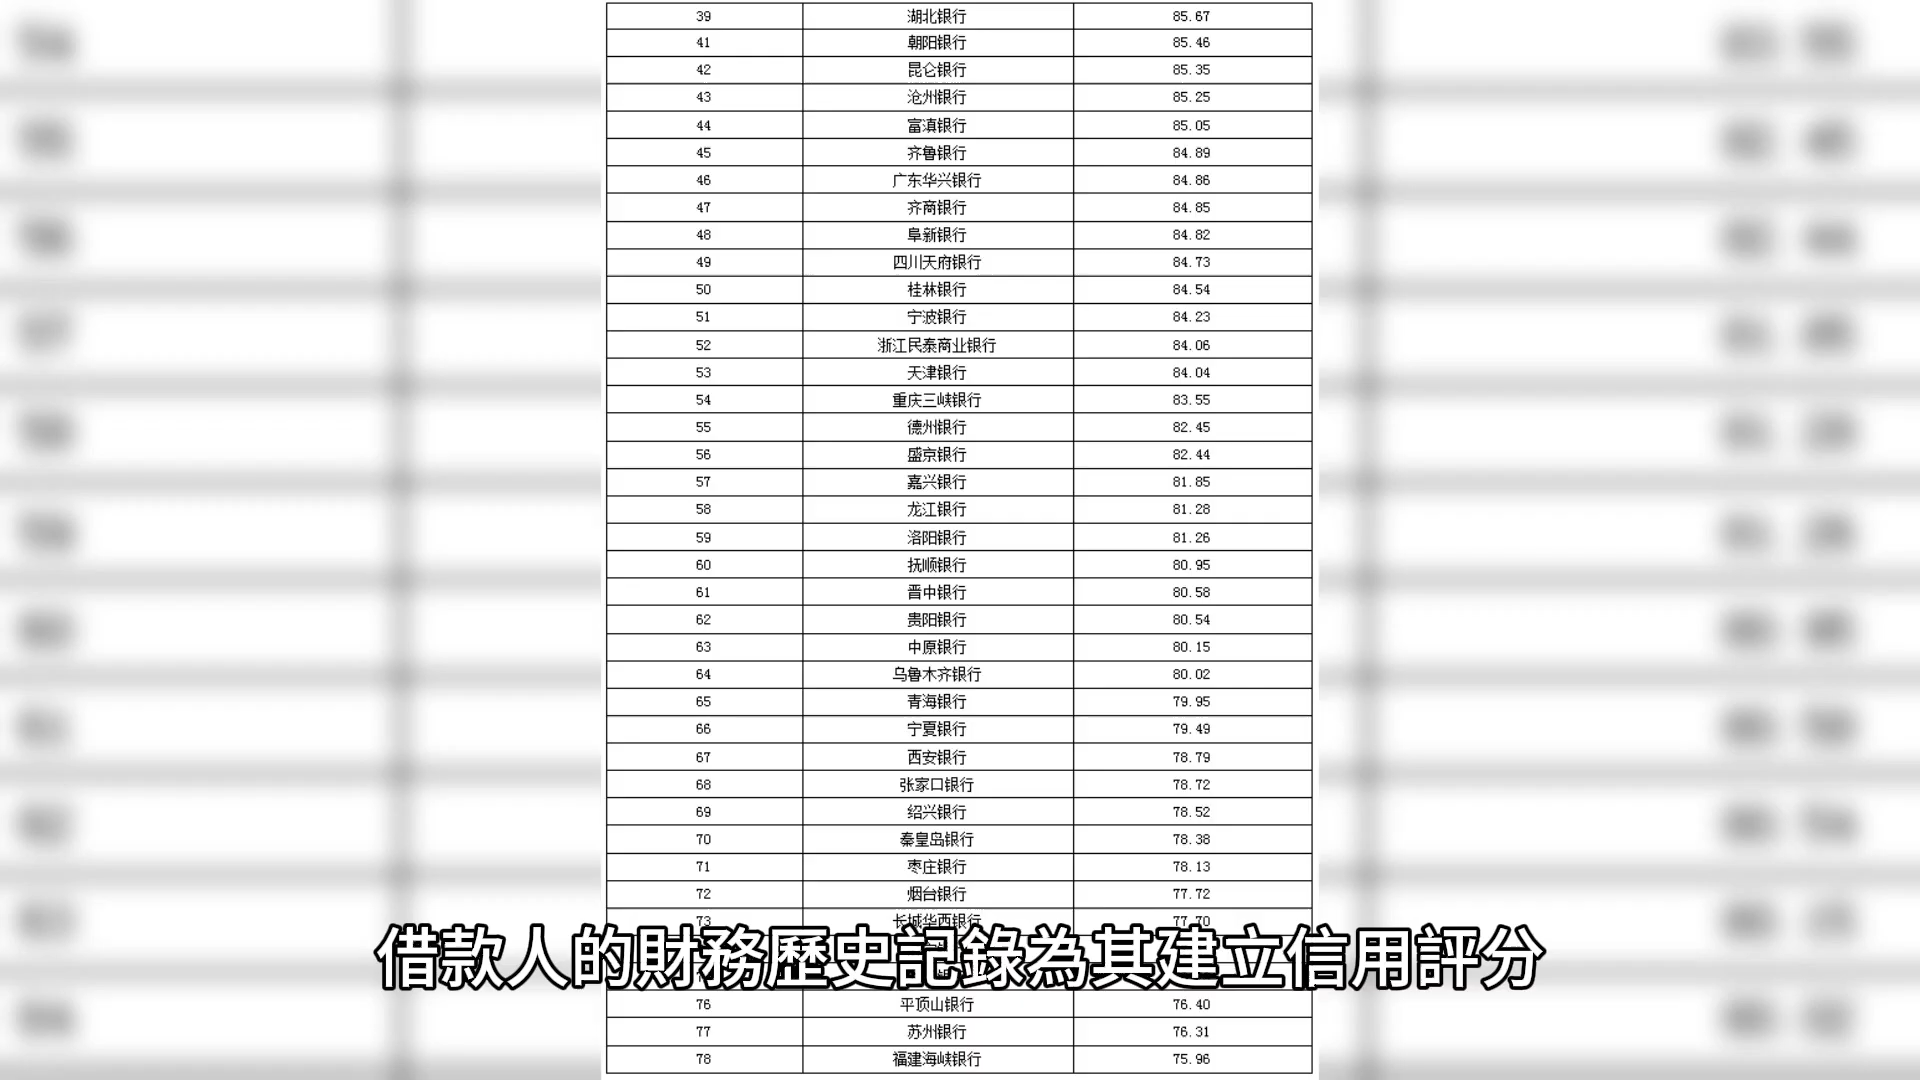 39 湖北银行 85.67
41 朝阳银行 85.46
42 昆仑银行 85.35
43 沧州银行 85.25
44 富滇银行 85.05
45 齐鲁银行 84.89
46 广东华兴银行 84.86
47 齐商银行 84.85
48 阜新银行 84.82
49 四川天府银行 84.73
50 桂林银行 84.54
51 宁波银行 84.23
52 浙江民泰商业银行 84.06
53 天津银行 84.04
54 重庆三峡银行 83.55
55 德州银行 82.45
56 盛京银行 82.44
57 嘉兴银行 81.85
58 龙江银行 81.28
59 洛阳银行 81.26
60 抚顺银行 80.95
61 晋中银行 80.58
62 贵阳银行 80.54
63 中原银行 80.15
64 乌鲁木齐银行 80.02
65 青海银行 79.95
66 宁夏银行 79.49
67 西安银行 78.79
68 张家口银行 78.72
69 绍兴银行 78.52
70 秦皇岛银行 78.38
71 枣庄银行 78.13
72 烟台银行 77.72
73 长城华西银行 77.70
借款人的財務歷史記錄為其建立信用評分
76 平顶山银行 76.40
77 苏州银行 76.31
78 福建海峡银行 75.96